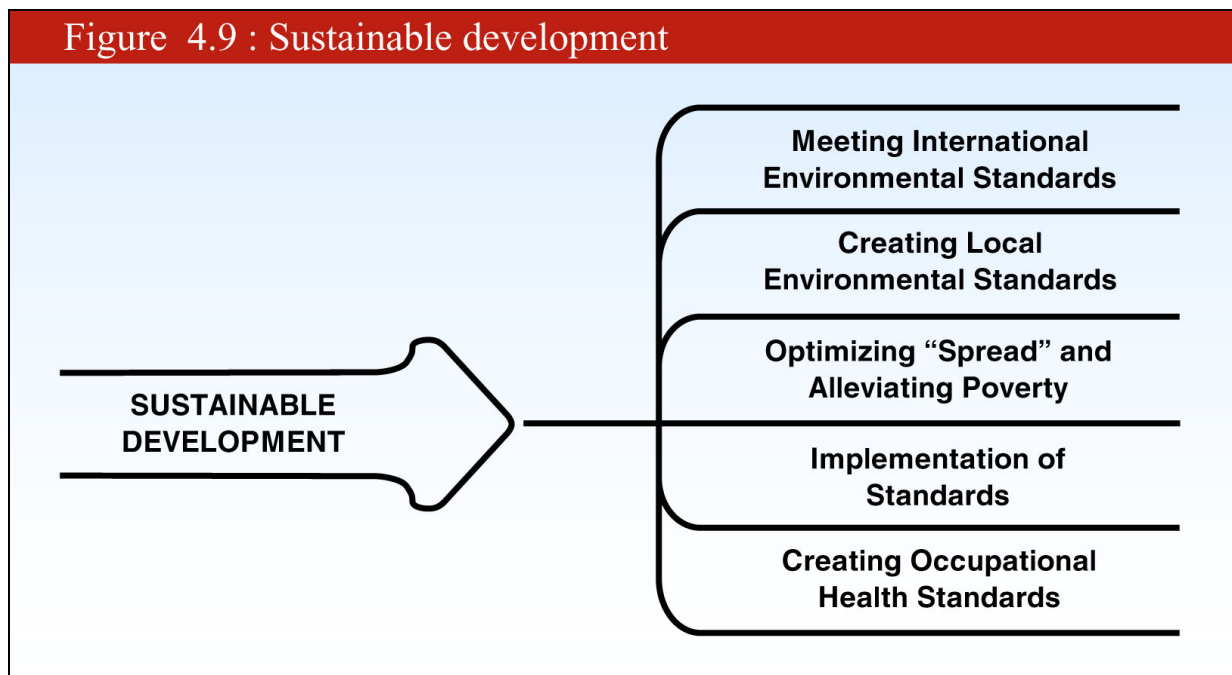 Figure 4.9 : Sustainable development
SUSTAINABLE
DEVELOPMENT
Meeting International
Environmental Standards
Creating Local
Environmental Standards
Optimizing “Spread” and
Alleviating Poverty
Implementation of
Standards
Creating Occupational
Health Standards